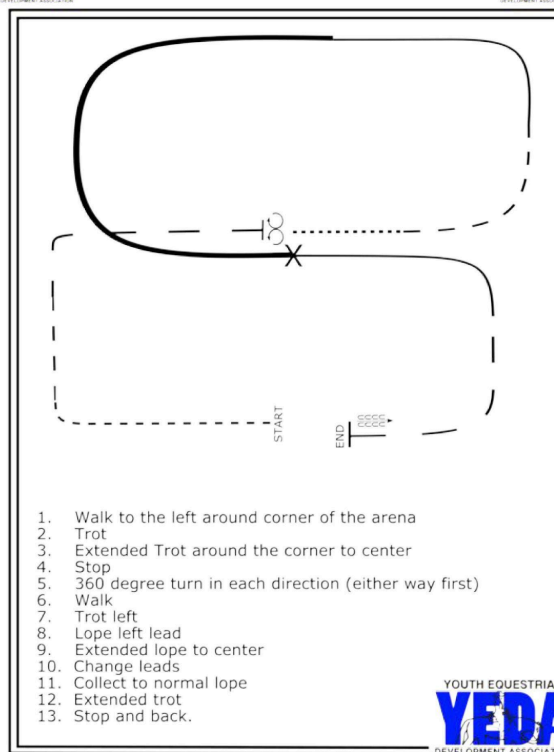 DEVELOPMENT ASSOCIATION
START
END
1. Walk to the left around corner of the arena
2. Trot
3. Extended Trot around the corner to center
4. Stop
5. 360 degree turn in each direction (either way first)
6. Walk
7. Trot left
8. Lope left lead
9. Extended lope to center
10. Change leads
11. Collect to normal lope
12. Extended trot
13. Stop and back.
YOUTH EQUESTRIA
YEDA
DEVELOPMENT ASSOCIAT